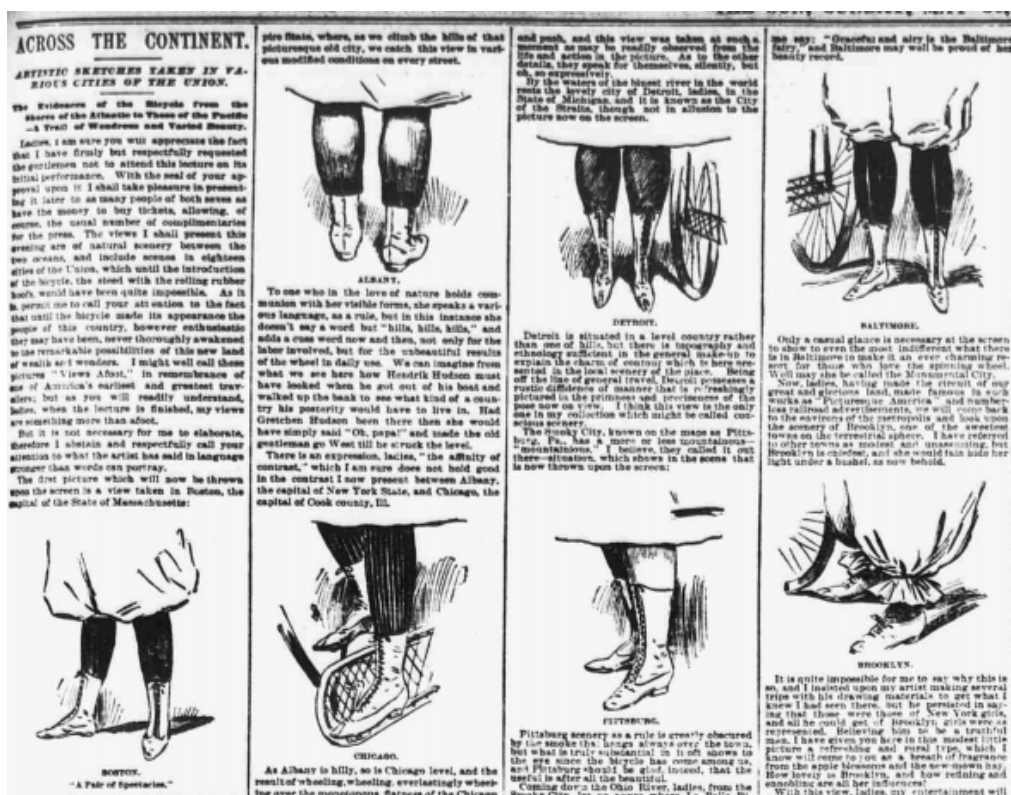 ACROSS THE CONTINENT.
ARTISTIC SKETCHES TAKEN IN VA-
RIOUS CITIES OF THE UNION.
The Evidences of the Bicycle from the
Shores of the Atlantic to Those of the Pacific
—A Trail of Wondrous and Varied Beauty.
Ladies, I am sure you will appreciate the fact
that I have firmly but respectfully requested
the gentlemen not to attend this lecture on its
initial performance. With the seal of your ap-
proval upon it I shall take pleasure in present-
ing it later to as many people of both sexes as
have the money to buy tickets, allowing, of
course, the usual number of complimentaries
for the press. The views I shall present this
evening are of natural scenery between the
two oceans, and include scenes in eighteen
cities of the Union, which until the introduction
of the bicycle, the steed with the rolling rubber
hoofs, would have been quite impossible. As it
is, permit me to call your attention to the fact
that until the bicycle made its appearance the
people of this country, however enthusiastic
they may have been, never thoroughly awakened
to the remarkable possibilities of this new land
of wealth and wonders. I might well call these
pictures "Views Afoot," in remembrance of
one of America's earliest and greatest trav-
elers; but as you will readily understand,
ladies, when the lecture is finished, my views
are something more than afoot.
But it is not necessary for me to elaborate,
therefore I abstain and respectfully call your
attention to what the artist has said in language
stronger than words can portray.
The first picture which will now be thrown
upon the screen is a view taken in Boston, the
capital of the State of Massachusetts:
BOSTON.
"A Pair of Spectacles."
pire State, where, as we climb the hills of that
picturesque old city, we catch this view in vari-
ous modified conditions on every street.
ALBANY.
To one who in the love of nature holds com-
munion with her visible forms, she speaks a vari-
ous language, as a rule, but in this instance she
doesn't say a word but "hills, hills, hills," and
adds a cuss word now and then, not only for the
labor involved, but for the unbeautiful results
of the wheel in daily use. We can imagine from
what we see here how Hendrik Hudson must
have looked when he got out of his boat and
walked up the bank to see what kind of a coun-
try his posterity would have to live in. Had
Gretchen Hudson been there then she would
have simply said "Oh, papa!" and made the old
gentleman go West till he struck the level.
There is an expression, ladies, "the affinity of
contrast," which I am sure does not hold good
in the contrast I now present between Albany,
the capital of New York State, and Chicago, the
capital of Cook county, Ill.
CHICAGO.
As Albany is hilly, so is Chicago level, and the
result of wheeling, wheeling, everlastingly wheel-
ing over the monotonous flatness of the Chicago
and push, and this view was taken at such a
moment as may be readily observed from the
life and action in the picture. As to the other
details, they speak for themselves, silently, but
oh, so expressively.
By the waters of the bluest river in the world
rests the lovely city of Detroit, ladies, in the
State of Michigan, and it is known as the City
of the Straits, though not in allusion to the
picture now on the screen.
DETROIT.
Detroit is situated in a level country rather
than one of hills, but there is topography and
ethnology sufficient in the general make-up to
explain the charm of contour which is here pre-
sented in the local scenery of the place. Being
off the line of general travel, Detroit possesses a
rustic diffidence of manner that is refreshingly
pictured in the primness and preciseness of the
pose now on view. I think this view is the only
one in my collection which might be called con-
scious scenery.
The Smoky City, known on the maps as Pitts-
burg, Pa., has a more or less mountainous—
"mountainious," I believe, they called it out
there—situation, which shown in the scene that
is now thrown upon the screen:
PITTSBURG.
Pittsburg scenery as a rule is greatly obscured
by the smoke that hangs always over the town,
but what is truly substantial in it oft shows to
the eye since the bicycle has come among us,
and Pittsburg should be glad, indeed, that the
useful is after all the beautiful.
Coming down the Ohio River, ladies, from the
me say: "Graceful and airy is the Baltimore
fairy," and Baltimore may well be proud of her
beauty record.
BALTIMORE.
Only a casual glance is necessary at the screen
to show to even the most indifferent what there
is in Baltimore to make it an ever charming re-
sort for those who love the spinning wheel.
Well may she be called the Monumental City.
Now, ladies, having made the circuit of our
great and glorious land, made famous in such
works as "Picturesque America" and number-
less railroad advertisements, we will come back
to the environs of the metropolis and look upon
the scenery of Brooklyn, one of the sweetest
towns on the terrestrial sphere. I have referred
to other towns as modest and unassuming, but
Brooklyn is chiefest, and she would fain hide her
light under a bushel, as now behold.
BROOKLYN.
It is quite impossible for me to say why this is
so, and I insisted upon my artist making several
trips with his drawing materials to get what I
knew I had seen there, but he persisted in say-
ing that those were those of New York girls,
and all he could get of Brooklyn girls were as
represented. Believing him to be a truthful
man, I have given you here in this modest little
picture a refreshing and rural type, which I
know will come to you as a breath of fragrance
from the apple blossoms and the new-mown hay.
How lovely is Brooklyn, and how refining and
ennobling are all her influences!
With this view, ladies, my entertainment will